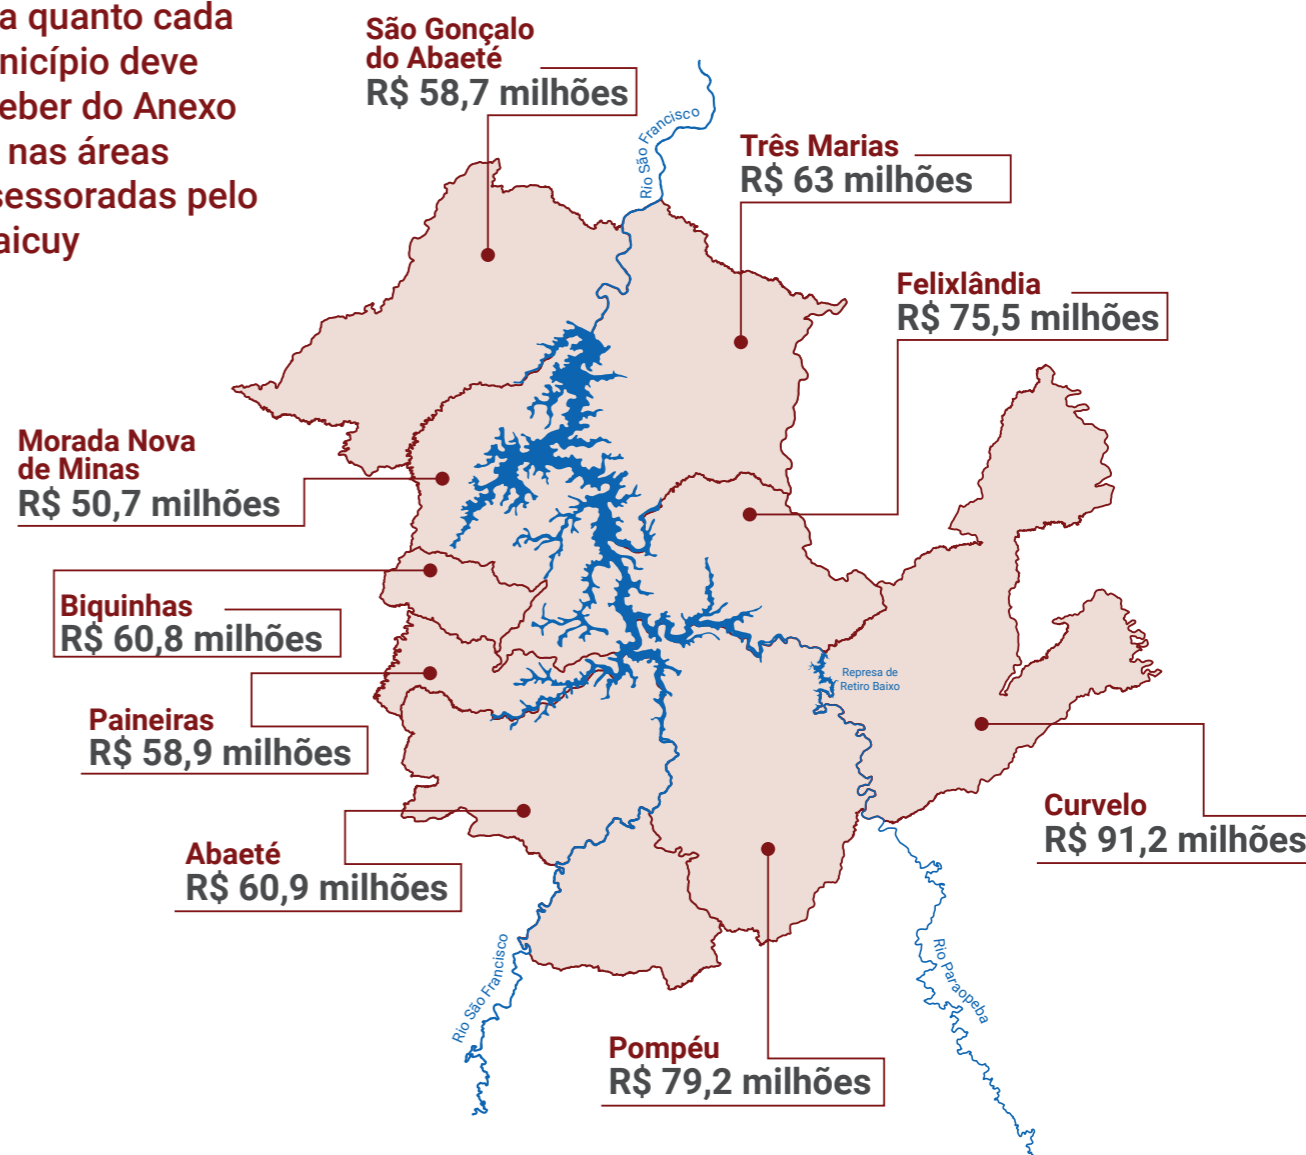 a quanto cada
nicípio deve
eber do Anexo
nas áreas
sessoradas pelo
aicuy
São Gonçalo
do Abaeté
R$ 58,7 milhões
Rio São Francisco
Três Marias
R$ 63 milhões
Felixlândia
R$ 75,5 milhões
Morada Nova
de Minas
R$ 50,7 milhões
Biquinhas
R$ 60,8 milhões
Represa de
Retiro Baixo
Paineiras
R$ 58,9 milhões
Curvelo
R$ 91,2 milhões
Abaeté
R$ 60,9 milhões
Rio São Francisco
Rio Paraopeba
Pompéu
R$ 79,2 milhões